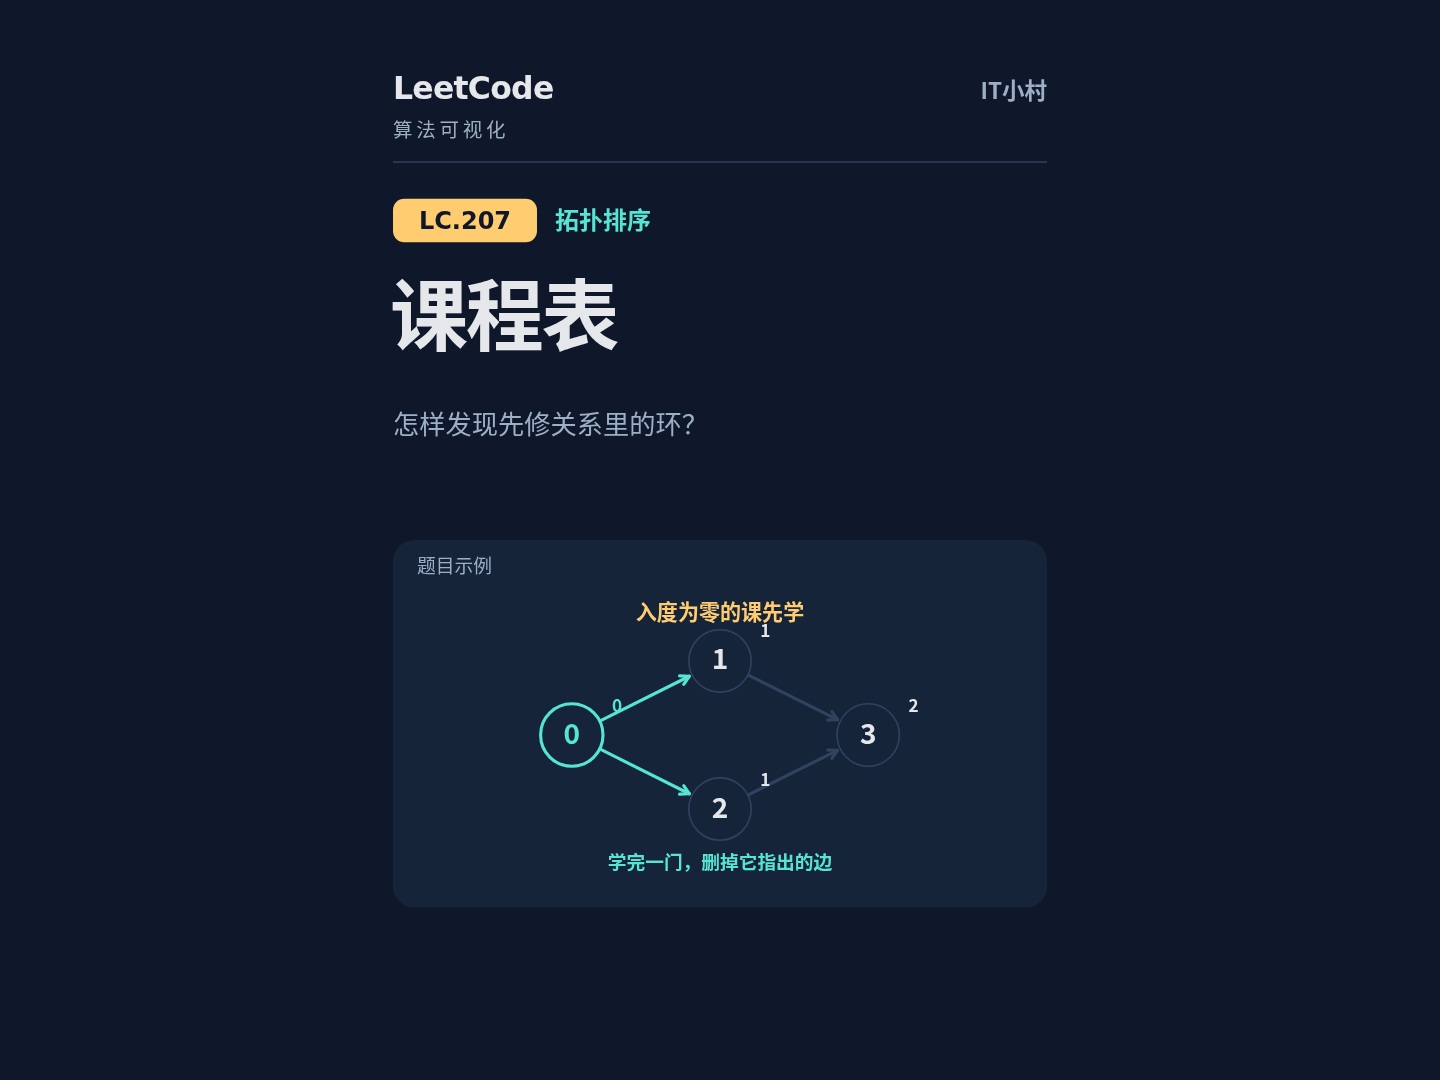 LeetCode
IT小村
算法可视化
LC.207
拓扑排序
课程表
怎样发现先修关系里的环?
题目示例
入度为零的课先学
1
1
0
2
0
3
1
2
学完一门，删掉它指出的边